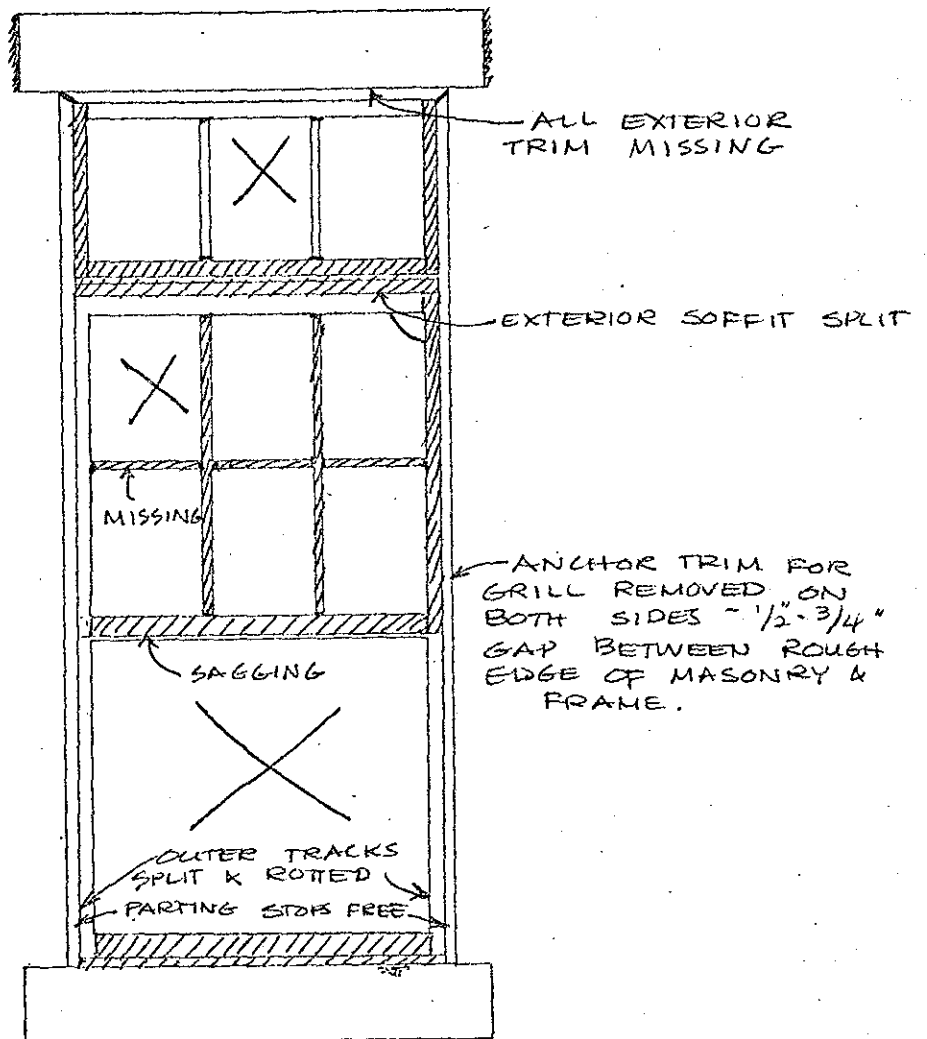 ALL EXTERIOR
TRIM MISSING
EXTERIOR SOFFIT SPLIT
MISSING
ANCHOR TRIM FOR
GRILL REMOVED ON
BOTH SIDES - 1/2"- 3/4"
GAP BETWEEN ROUGH
EDGE OF MASONRY &
FRAME.
SAGGING
OUTER TRACKS
SPLIT & ROTTED
PARTING STOPS FREE